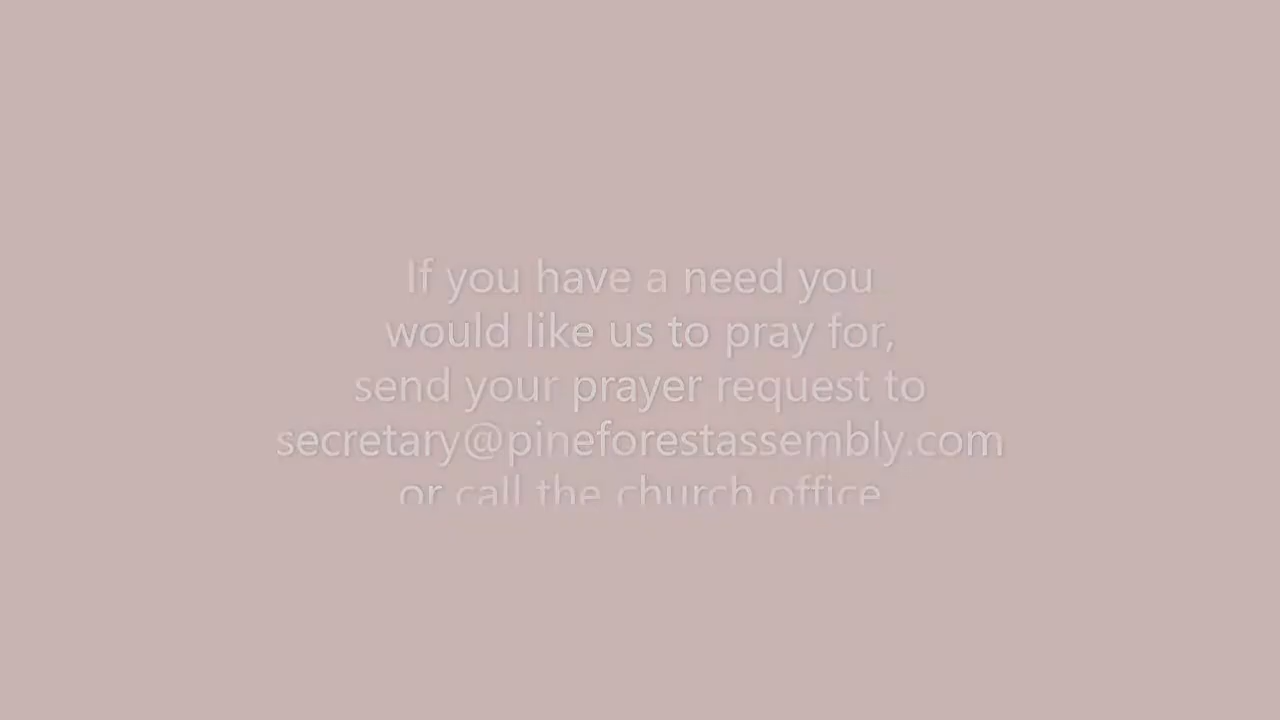 If you have a need you
would like us to pray for,
send your prayer request to
secretary@pineforestassembly.com
or call the church office